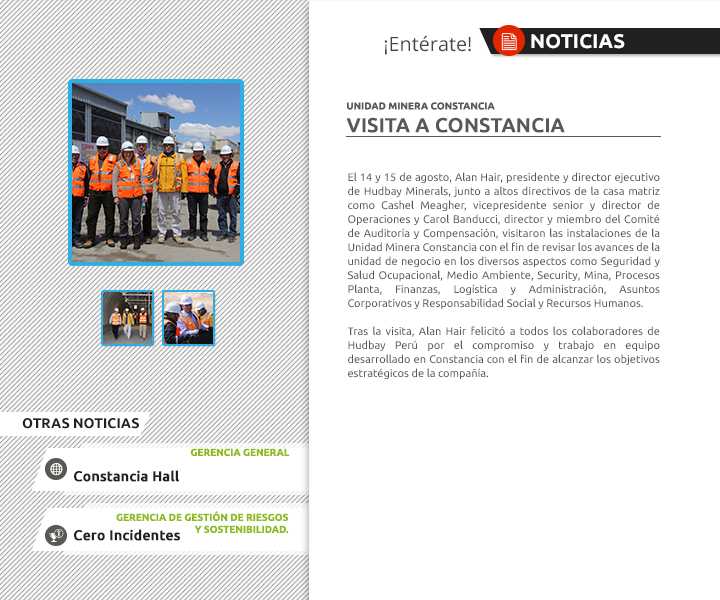 ¡Entérate!
NOTICIAS
UNIDAD MINERA CONSTANCIA
VISITA A CONSTANCIA
El 14 y 15 de agosto, Alan Hair, presidente y director ejecutivo
de Hudbay Minerals, junto a altos directivos de la casa matriz
como Cashel Meagher, vicepresidente senior y director de
Operaciones y Carol Banducci, director y miembro del Comité
de Auditoría y Compensación, visitaron las instalaciones de la
Unidad Minera Constancia con el fin de revisar los avances de la
unidad de negocio en los diversos aspectos como Seguridad y
Salud Ocupacional, Medio Ambiente, Security, Mina, Procesos
Planta, Finanzas, Logística y Administración, Asuntos
Corporativos y Responsabilidad Social y Recursos Humanos.
Tras la visita, Alan Hair felicitó a todos los colaboradores de
Hudbay Perú por el compromiso y trabajo en equipo
desarrollado en Constancia con el fin de alcanzar los objetivos
estratégicos de la compañía.
OTRAS NOTICIAS
GERENCIA GENERAL
Constancia Hall
GERENCIA DE GESTIÓN DE RIESGOS
Y SOSTENIBILIDAD.
Cero Incidentes